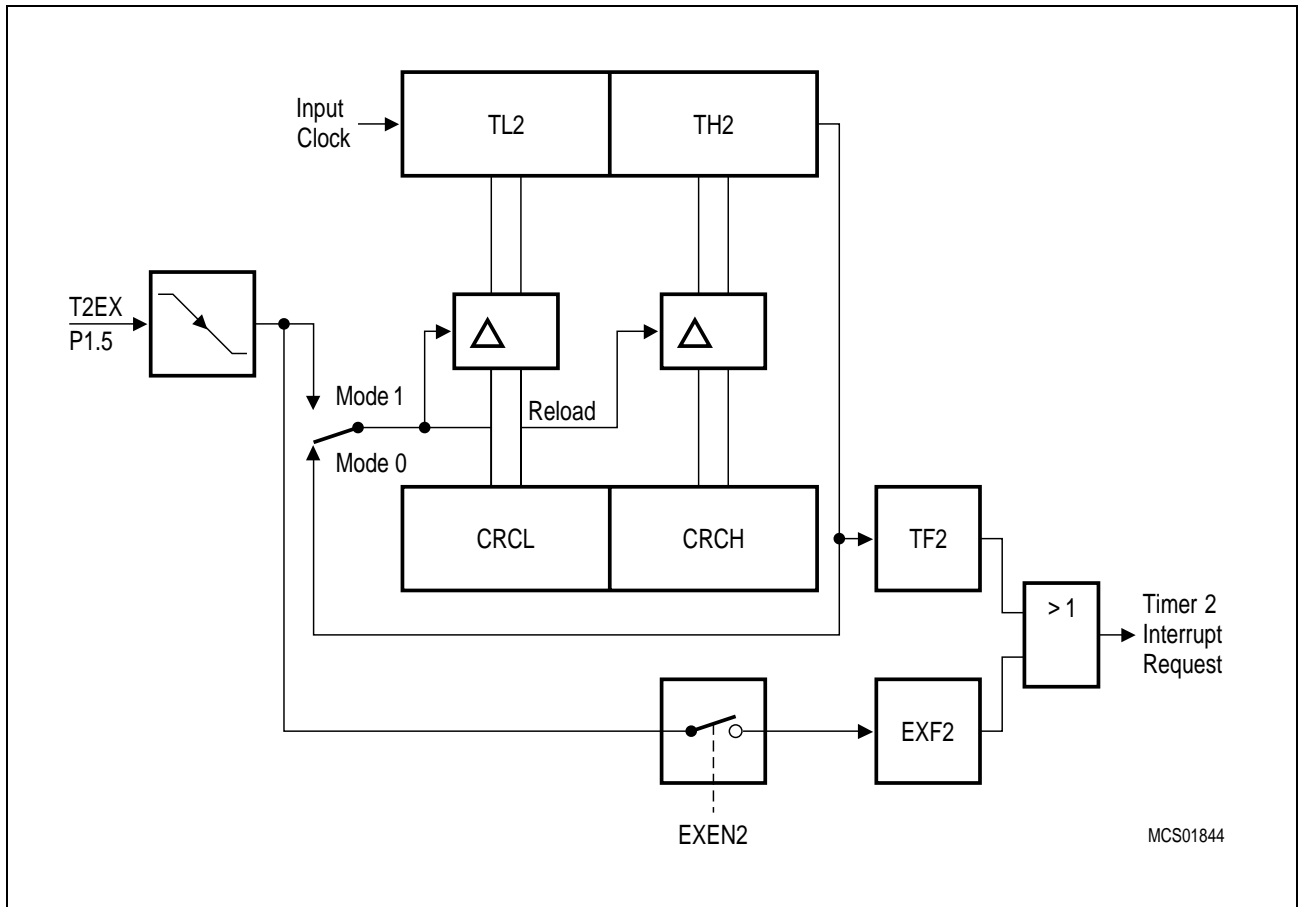 Input
Clock
TL2
TH2
T2EX
P1.5
Mode 1
Reload
Mode 0
CRCL
CRCH
TF2
> 1
Timer 2
Interrupt
Request
EXF2
EXEN2
MCS01844